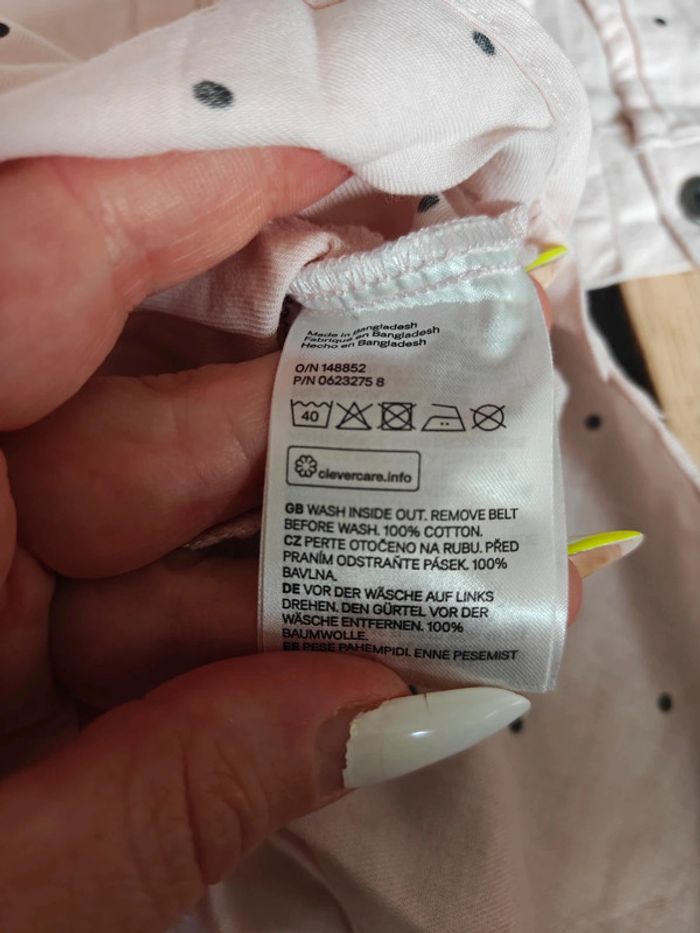 Made in Bangladesh
Fabriqué en Bangladesh
Hecho en Bangladesh
O/N 148852
P/N 0623275 8
40
clevercare.info
GB WASH INSIDE OUT. REMOVE BELT
BEFORE WASH. 100% COTTON.
CZ PERTE OTOČENO NA RUBU. PŘED
PRANÍM ODSTRAŇTE PÁSEK. 100%
BAVLNA.
DE VOR DER WÄSCHE AUF LINKS
DREHEN. DEN GÜRTEL VOR DER
WÄSCHE ENTFERNEN. 100%
BAUMWOLLE.
EE PESE PAHEMPIDI. ENNE PESEMIST